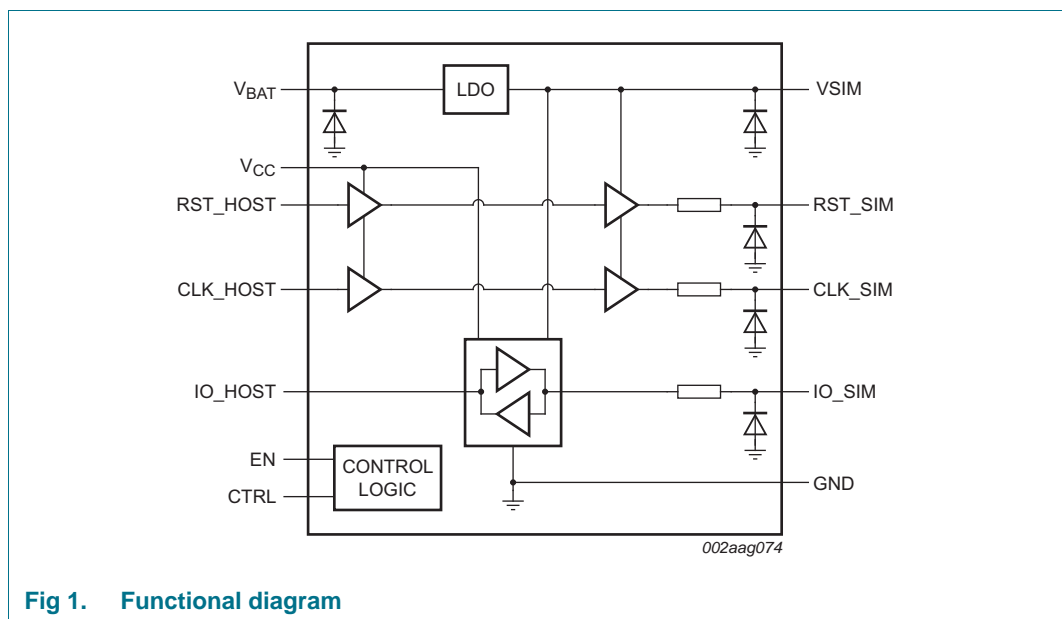 VBAT
LDO
VSIM
VCC
RST_HOST
RST_SIM
CLK_HOST
CLK_SIM
IO_HOST
IO_SIM
EN
CONTROL
LOGIC
CTRL
GND
002aag074
Fig 1. Functional diagram